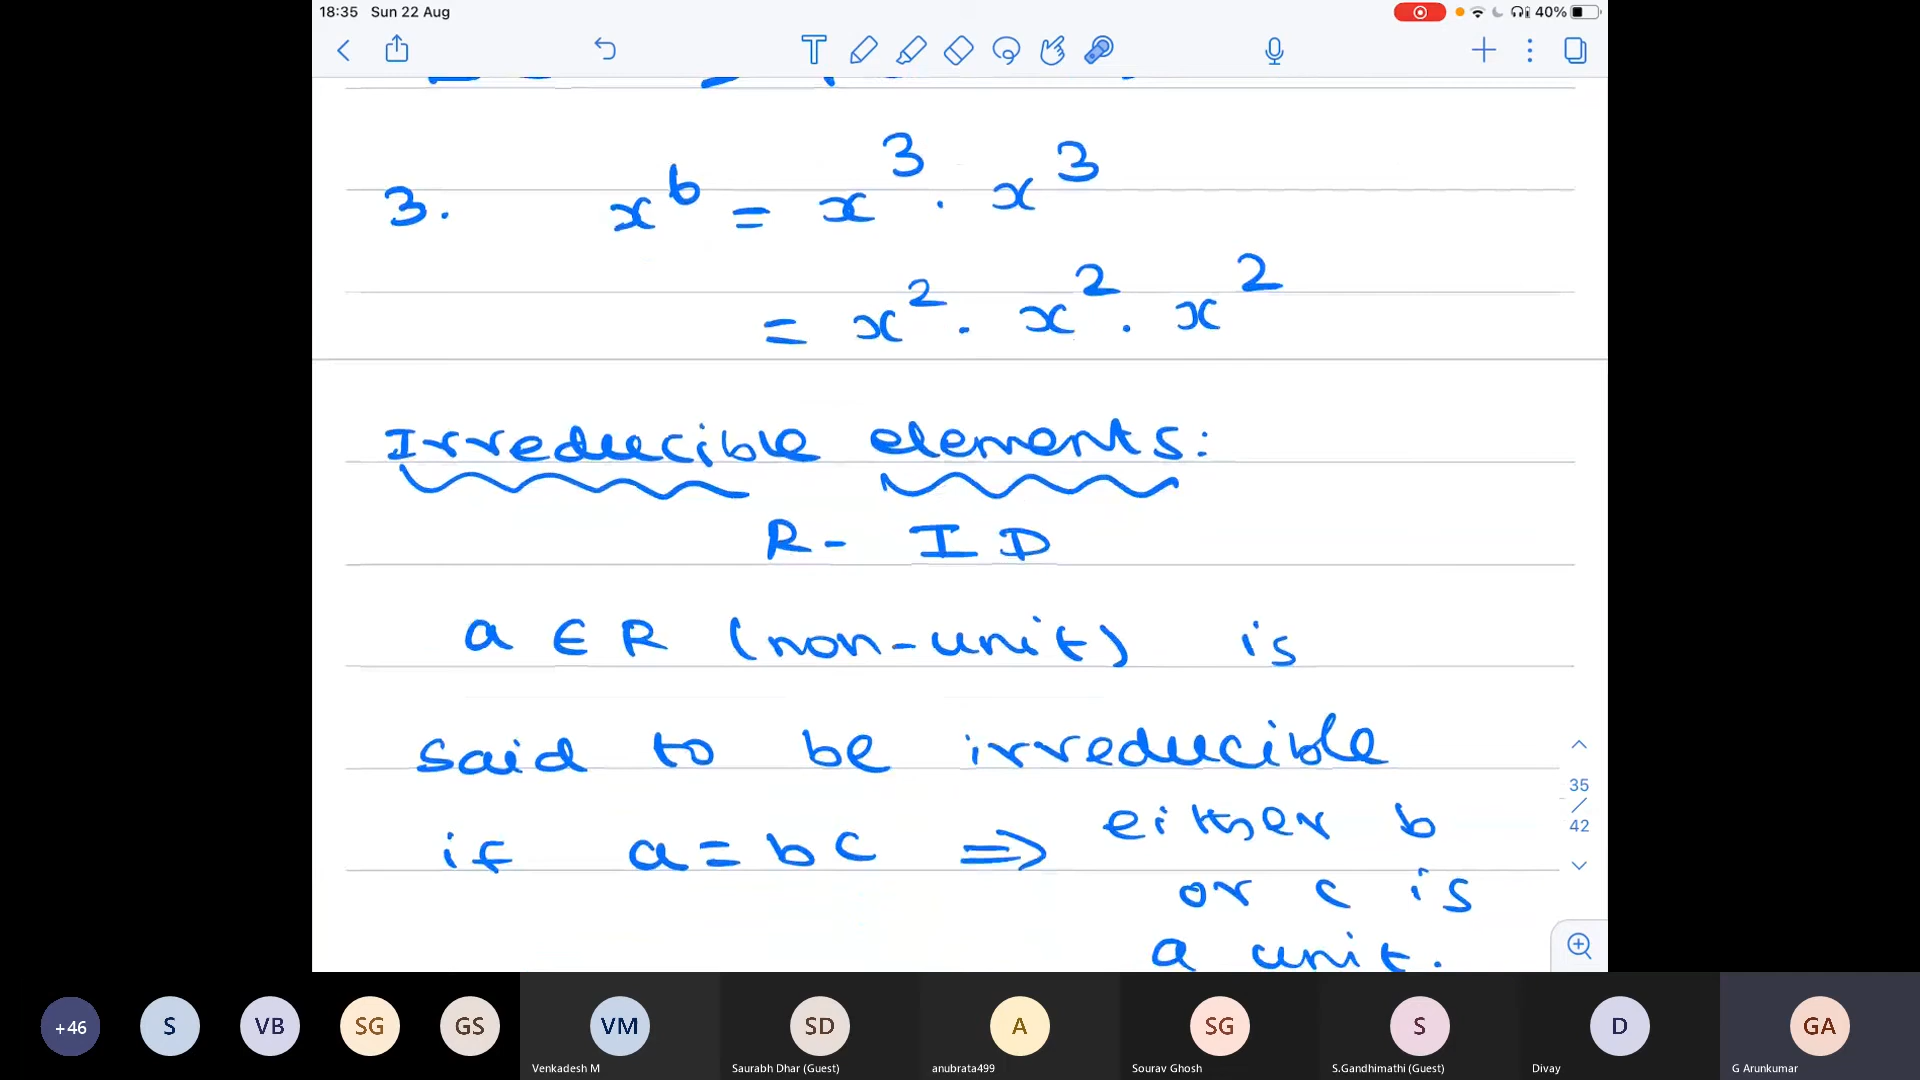 18:35 Sun 22 Aug
40%
3. x^6 = x^3 . x^3
= x^2 . x^2 . x^2
Irreducible elements:
R - ID
a ∈ R (non-unit) is
said to be irreducible
if a = bc ⇒ either b
or c is
a unit.
35
/
42
+46 S VB SG GS VM SD A SG S D GA
Venkadesh M Saurabh Dhar (Guest) anubrata499 Sourav Ghosh S.Gandhimathi (Guest) Divay G Arunkumar